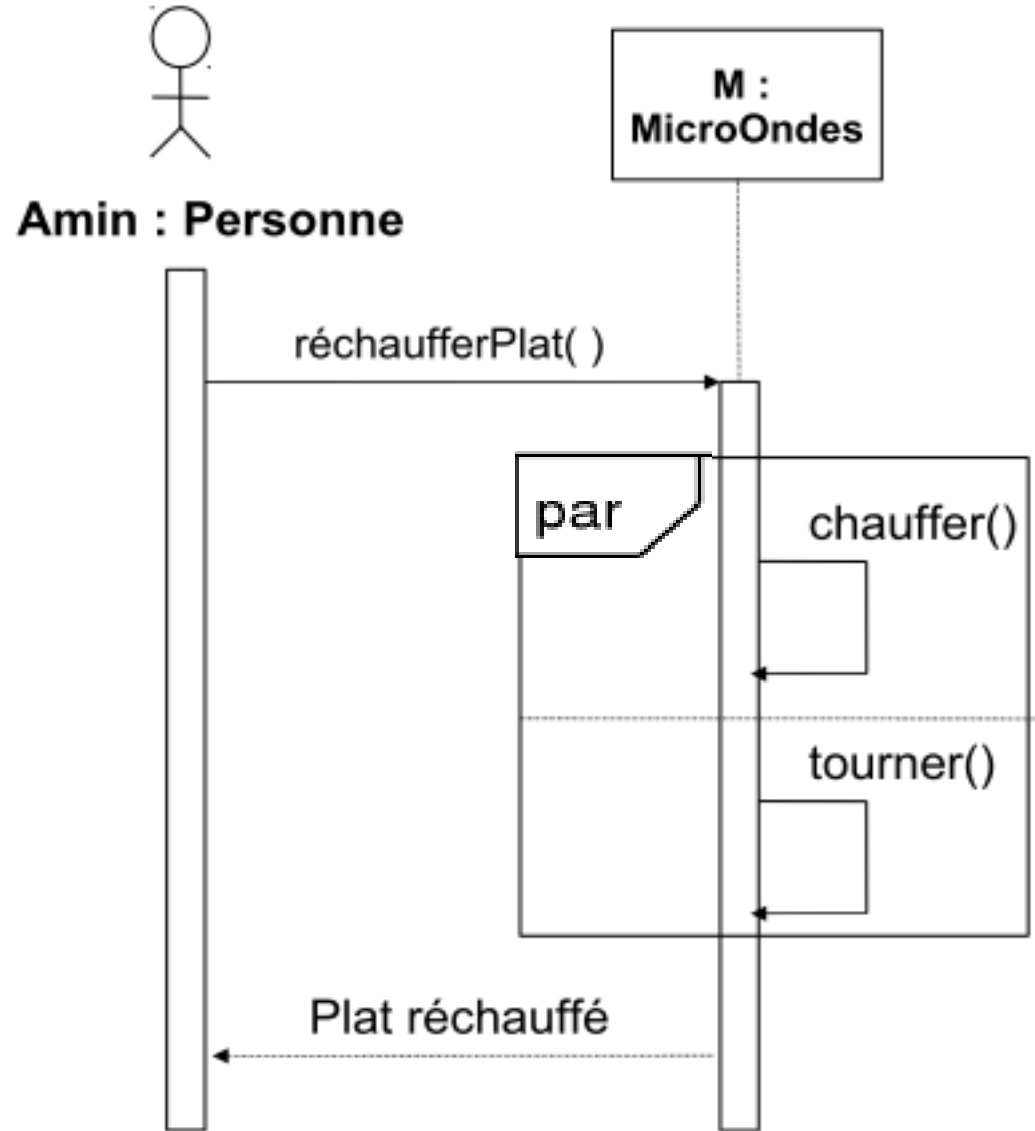 M :
MicroOndes
Amin : Personne
réchaufferPlat( )
par
chauffer()
tourner()
Plat réchauffé